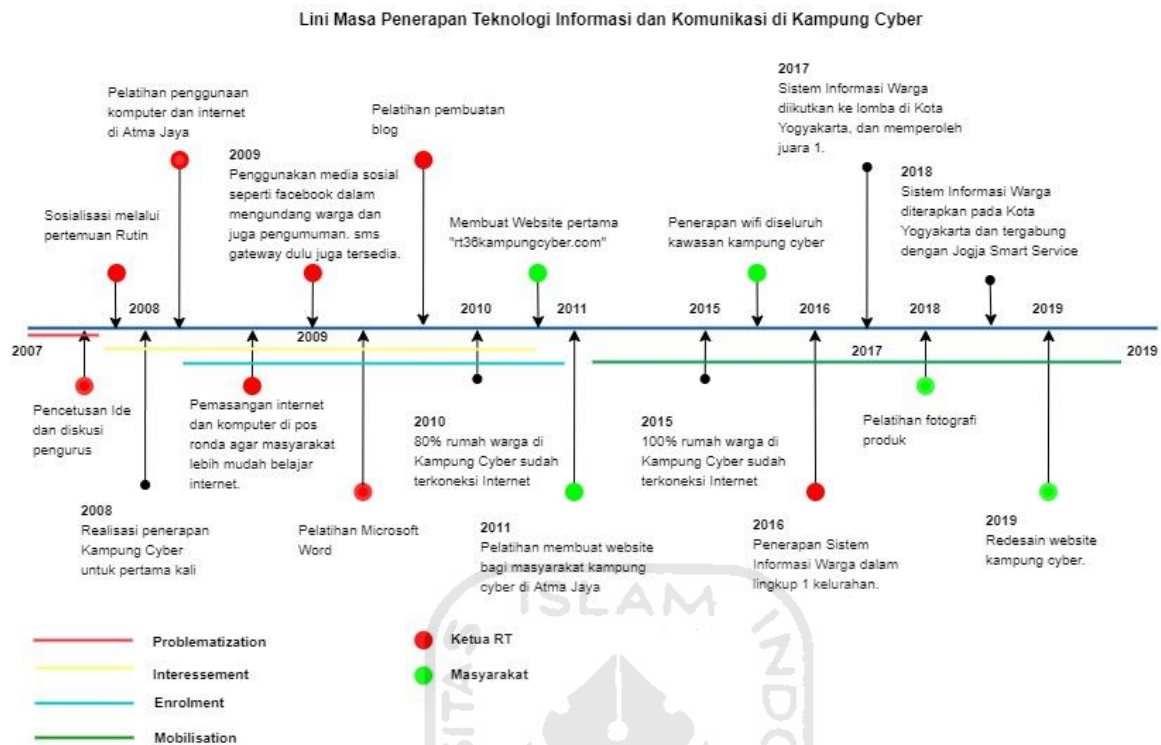 Lini Masa Penerapan Teknologi Informasi dan Komunikasi di Kampung Cyber
Pelatihan penggunaan
komputer dan internet
di Atma Jaya
Sosialisasi melalui
pertemuan Rutin
2009
Penggunakan media sosial
seperti facebook dalam
mengundang warga dan
juga pengumuman. sms
gateway dulu juga tersedia.
Pelatihan pembuatan
blog
Membuat Website pertama
"rt36kampungcyber.com"
Penerapan wifi diseluruh
kawasan kampung cyber
2017
Sistem Informasi Warga
diikutkan ke lomba di Kota
Yogyakarta, dan memperoleh
juara 1.
2018
Sistem Informasi Warga
diterapkan pada Kota
Yogyakarta dan tergabung
dengan Jogja Smart Service
2008
2010
2011
2015
2016
2018
2019
2007
2009
2017
2019
Pencetusan Ide
dan diskusi
pengurus
2008
Realisasi penerapan
Kampung Cyber
untuk pertama kali
Pemasangan internet
dan komputer di pos
ronda agar masyarakat
lebih mudah belajar
internet.
Pelatihan Microsoft
Word
2010
80% rumah warga di
Kampung Cyber sudah
terkoneksi Internet
2011
Pelatihan membuat website
bagi masyarakat kampung
cyber di Atma Jaya
2015
100% rumah warga di
Kampung Cyber sudah
terkoneksi Internet
2016
Penerapan Sistem
Informasi Warga dalam
lingkup 1 kelurahan.
Pelatihan fotografi
produk
2019
Redesain website
kampung cyber.
Problematization
Interessement
Enrolment
Mobilisation
Ketua RT
Masyarakat
ISLAM